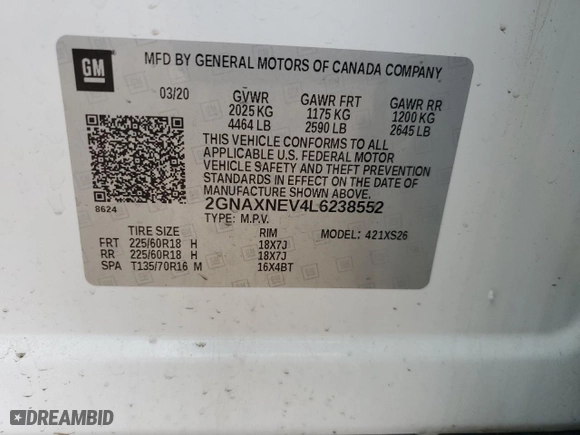 GM
MFD BY GENERAL MOTORS OF CANADA COMPANY
03/20 GVWR GAWR FRT GAWR RR
2025 KG 1175 KG 1200 KG
4464 LB 2590 LB 2645 LB
THIS VEHICLE CONFORMS TO ALL
APPLICABLE U.S. FEDERAL MOTOR
VEHICLE SAFETY AND THEFT PREVENTION
STANDARDS IN EFFECT ON THE DATE OF
MANUFACTURE SHOWN ABOVE.
8624
2GNAXNEV4L6238552
TYPE: M.P.V.
TIRE SIZE RIM MODEL: 421XS26
FRT 225/60R18 H 18X7J
RR 225/60R18 H 18X7J
SPA T135/70R16 M 16X4BT
DREAMBID